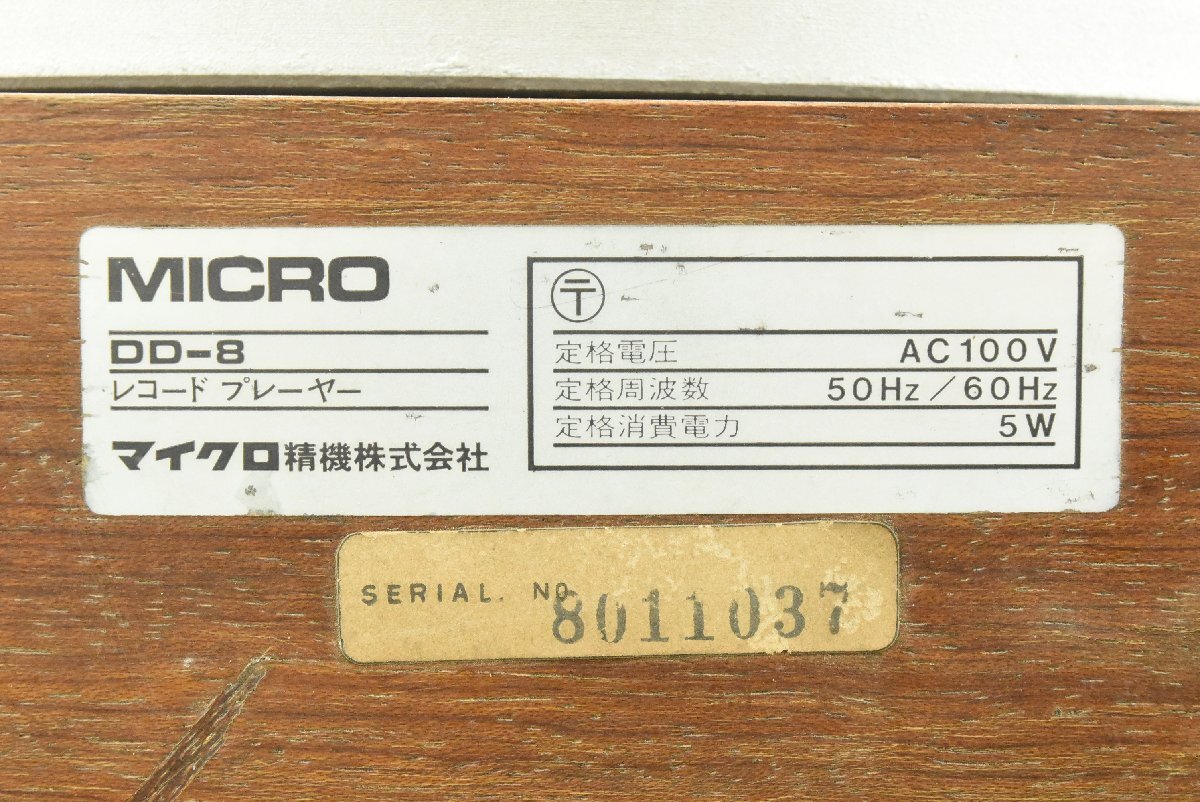 MICRO
DD-8
レコード プレーヤー
マイクロ精機株式会社
〒
定格電圧 AC100V
定格周波数 50Hz/60Hz
定格消費電力 5W
SERIAL. NO.
8011037